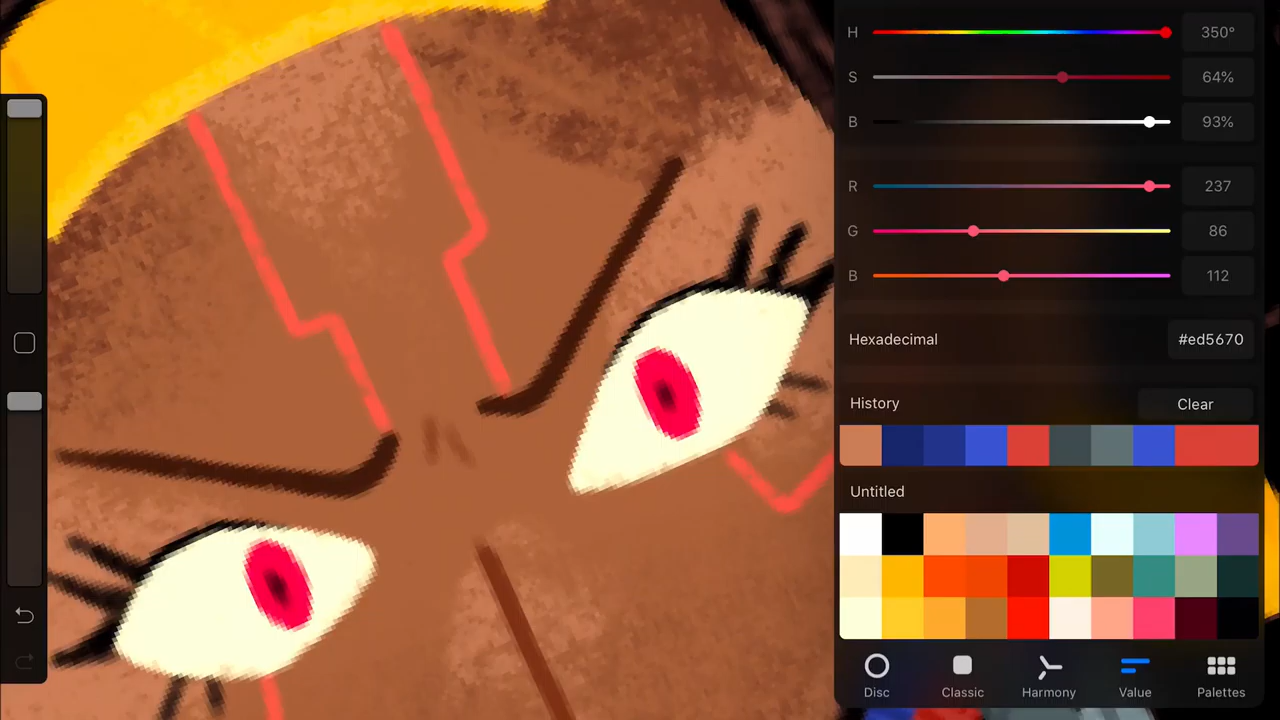 H 350°
S 64%
B 93%
R 237
G 86
B 112
Hexadecimal #ed5670
History Clear
Untitled
Disc Classic Harmony Value Palettes